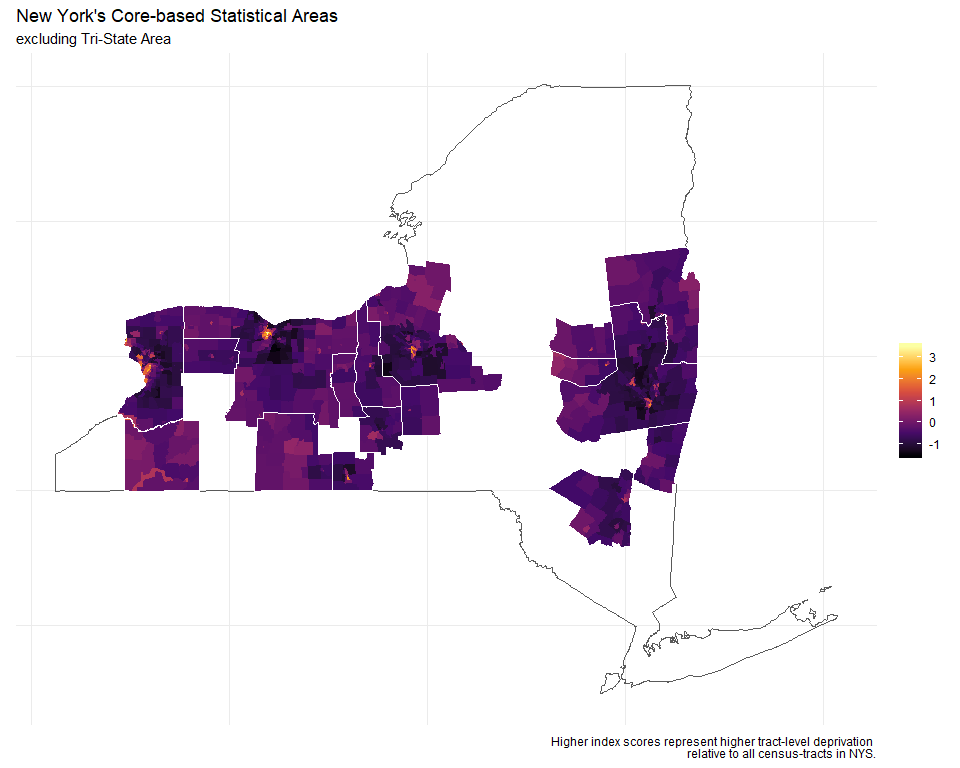 New York's Core-based Statistical Areas
excluding Tri-State Area
3
2
1
0
-1
Higher index scores represent higher tract-level deprivation
relative to all census-tracts in NYS.